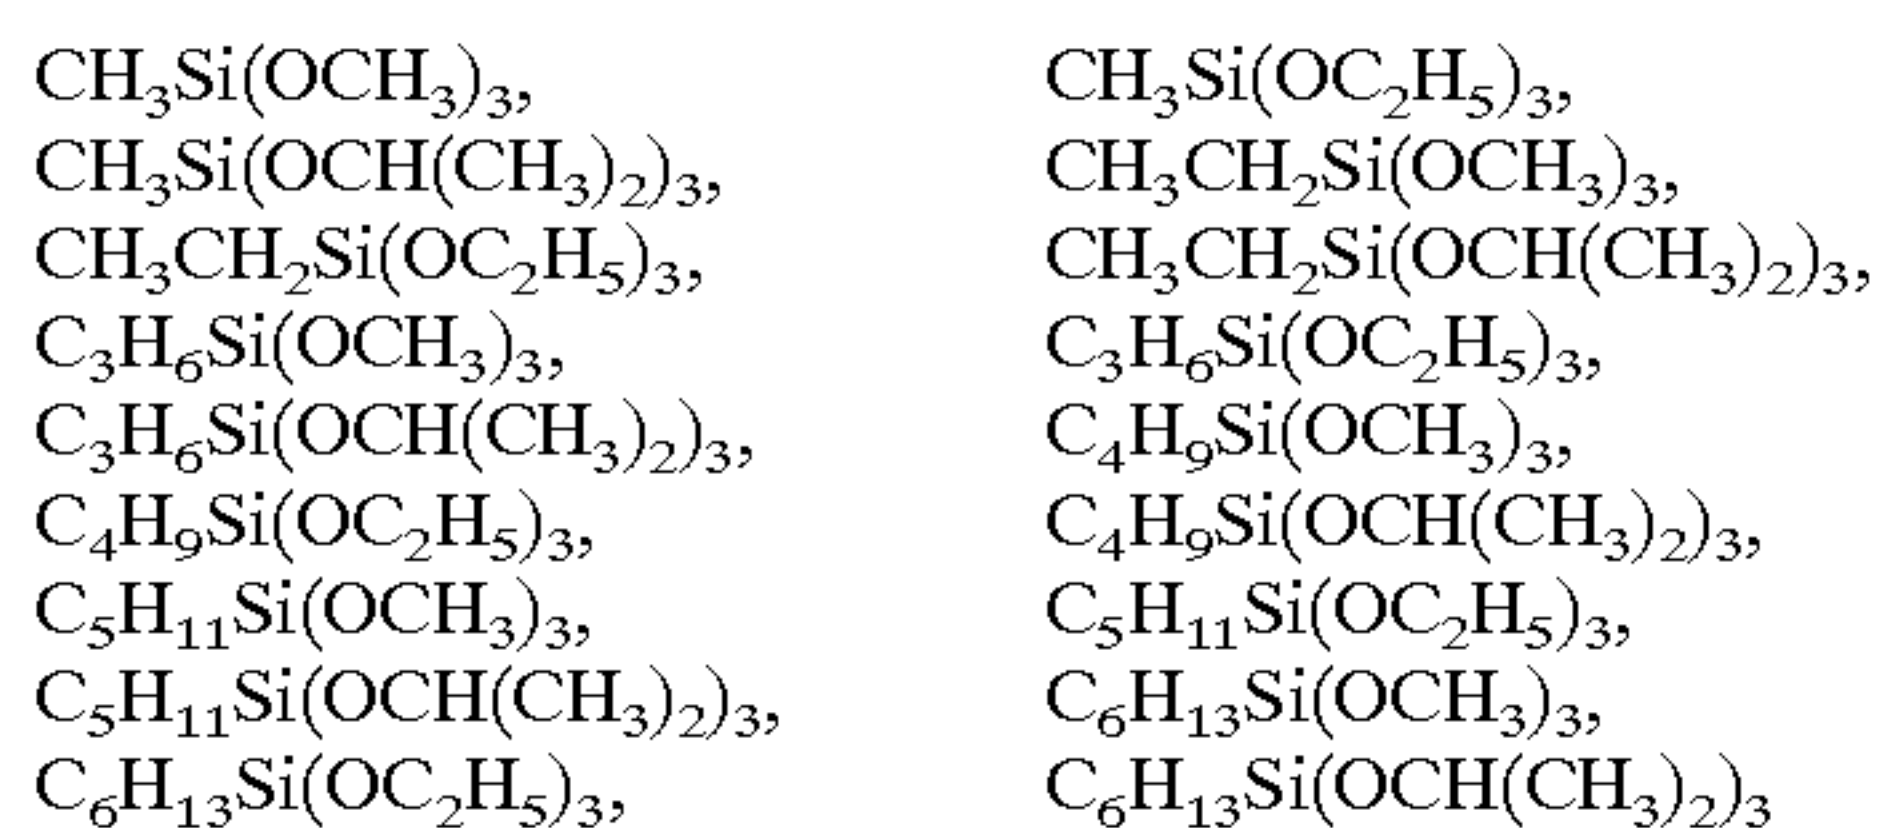 CH₃Si(OCH₃)₃, CH₃Si(OC₂H₅)₃,
CH₃Si(OCH(CH₃)₂)₃, CH₃CH₂Si(OCH₃)₃,
CH₃CH₂Si(OC₂H₅)₃, CH₃CH₂Si(OCH(CH₃)₂)₃,
C₃H₆Si(OCH₃)₃, C₃H₆Si(OC₂H₅)₃,
C₃H₆Si(OCH(CH₃)₂)₃, C₄H₉Si(OCH₃)₃,
C₄H₉Si(OC₂H₅)₃, C₄H₉Si(OCH(CH₃)₂)₃,
C₅H₁₁Si(OCH₃)₃, C₅H₁₁Si(OC₂H₅)₃,
C₅H₁₁Si(OCH(CH₃)₂)₃, C₆H₁₃Si(OCH₃)₃,
C₆H₁₃Si(OC₂H₅)₃, C₆H₁₃Si(OCH(CH₃)₂)₃